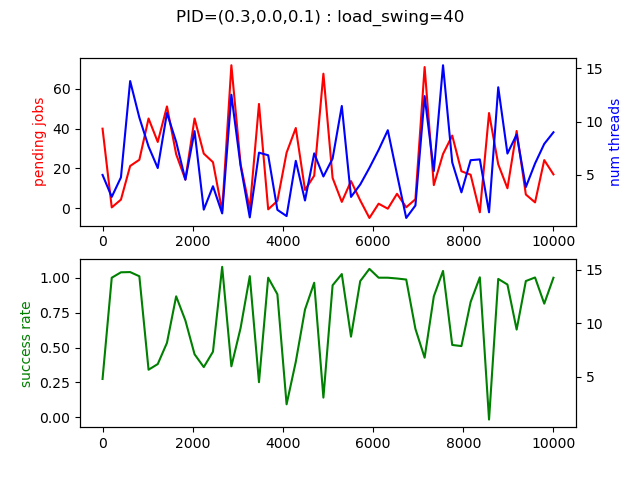 PID=(0.3,0.0,0.1) : load_swing=40
pending jobs
60
40
20
0
15
10
5
num threads
0 2000 4000 6000 8000 10000
success rate
1.00
0.75
0.50
0.25
0.00
15
10
5
0 2000 4000 6000 8000 10000